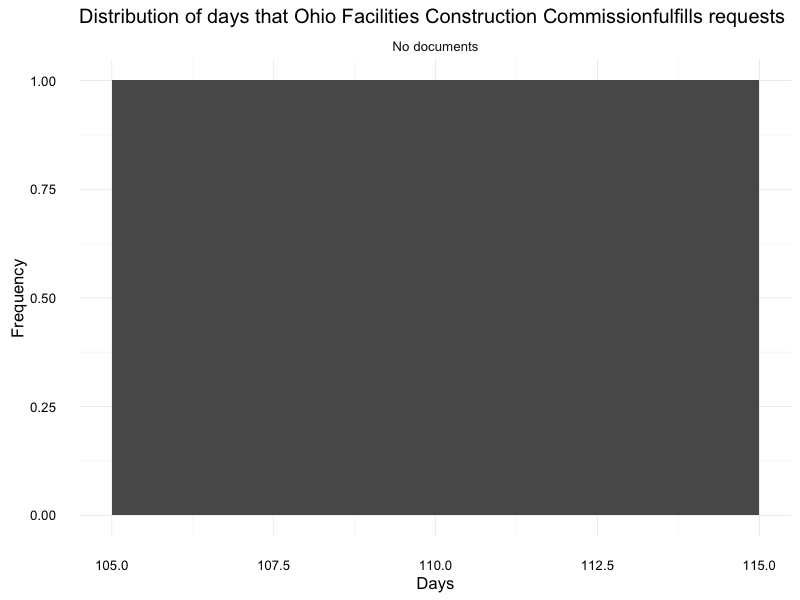 Distribution of days that Ohio Facilities Construction Commissionfulfills requests
No documents
1.00
0.75
0.50
0.25
0.00
Frequency
105.0 107.5 110.0 112.5 115.0
Days